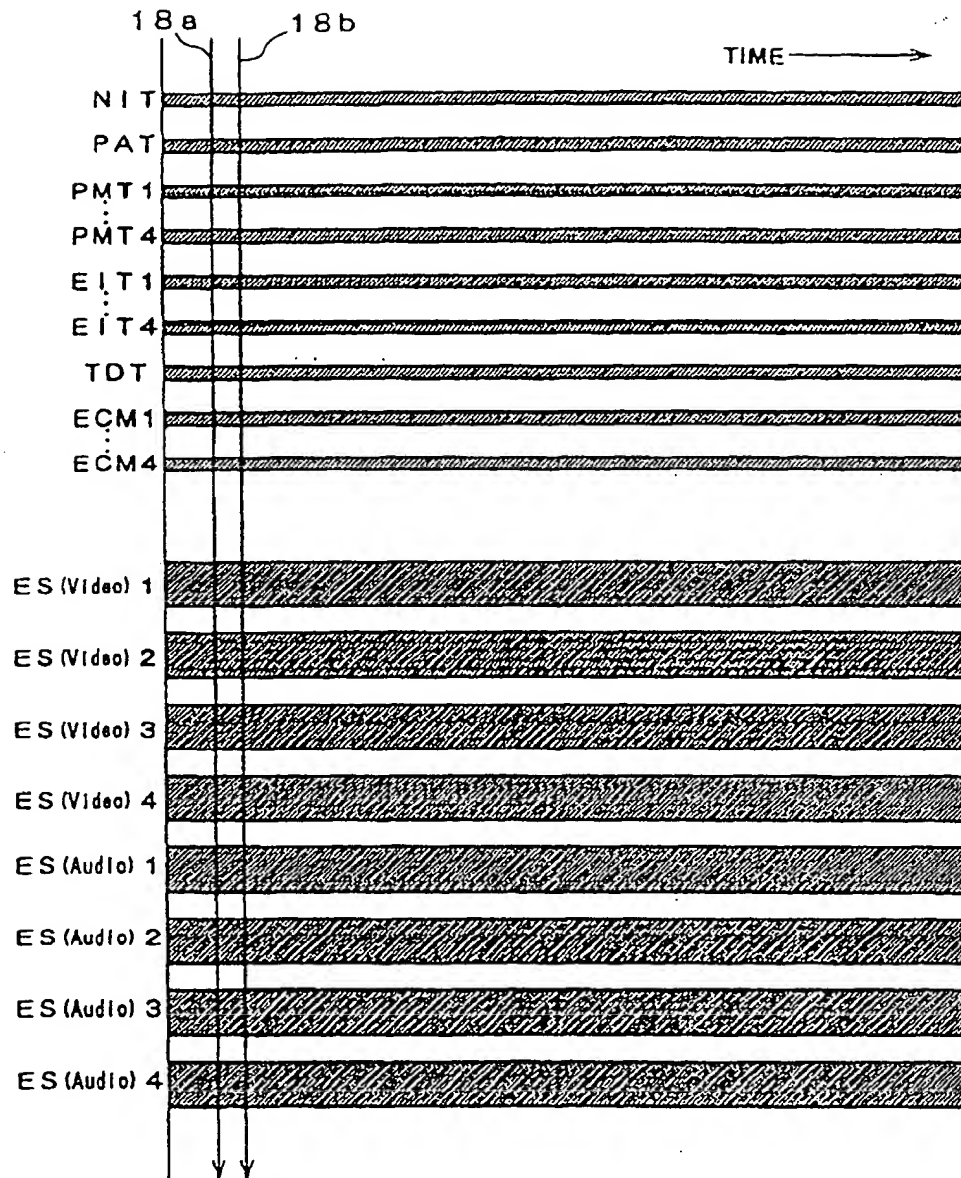 18a 18b
TIME
NIT
PAT
PMT1
PMT4
EIT1
EIT4
TDT
ECM1
ECM4
ES (Video) 1
ES (Video) 2
ES (Video) 3
ES (Video) 4
ES (Audio) 1
ES (Audio) 2
ES (Audio) 3
ES (Audio) 4